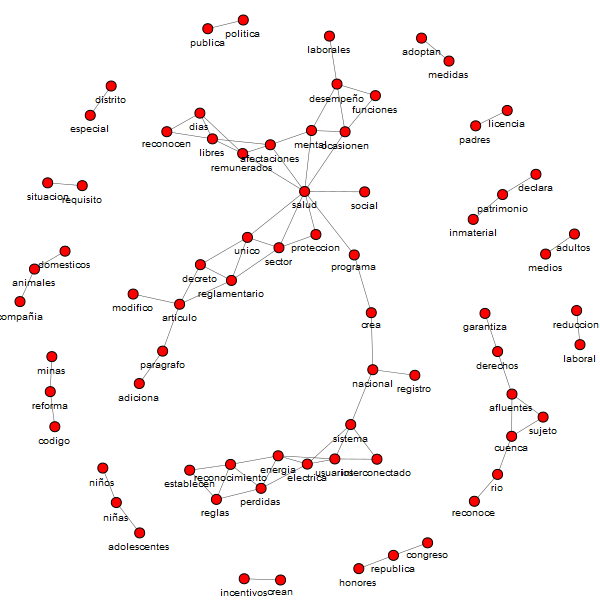 politica
publica
laborales
adoptan
medidas
distrito
especial
desempeño
funciones
licencia
padres
dias
reconocen
libres
mental
ocasionen
afectaciones
remunerados
declara
situacion
requisito
salud
social
patrimonio
inmaterial
proteccion
unico
sector
adultos
medios
domesticos
animales
compañia
programa
decreto
reglamentario
modifico
articulo
crea
garantiza
reduccion
laboral
minas
paragrafo
adiciona
derechos
nacional
registro
reforma
codigo
afluentes
sujeto
cuenca
sistema
energia
usuarios
interconectado
electrica
reconocimiento
establecen
niños
rio
perdidas
reglas
reconoce
niñas
adolescentes
congreso
republica
honores
incentivos
crean